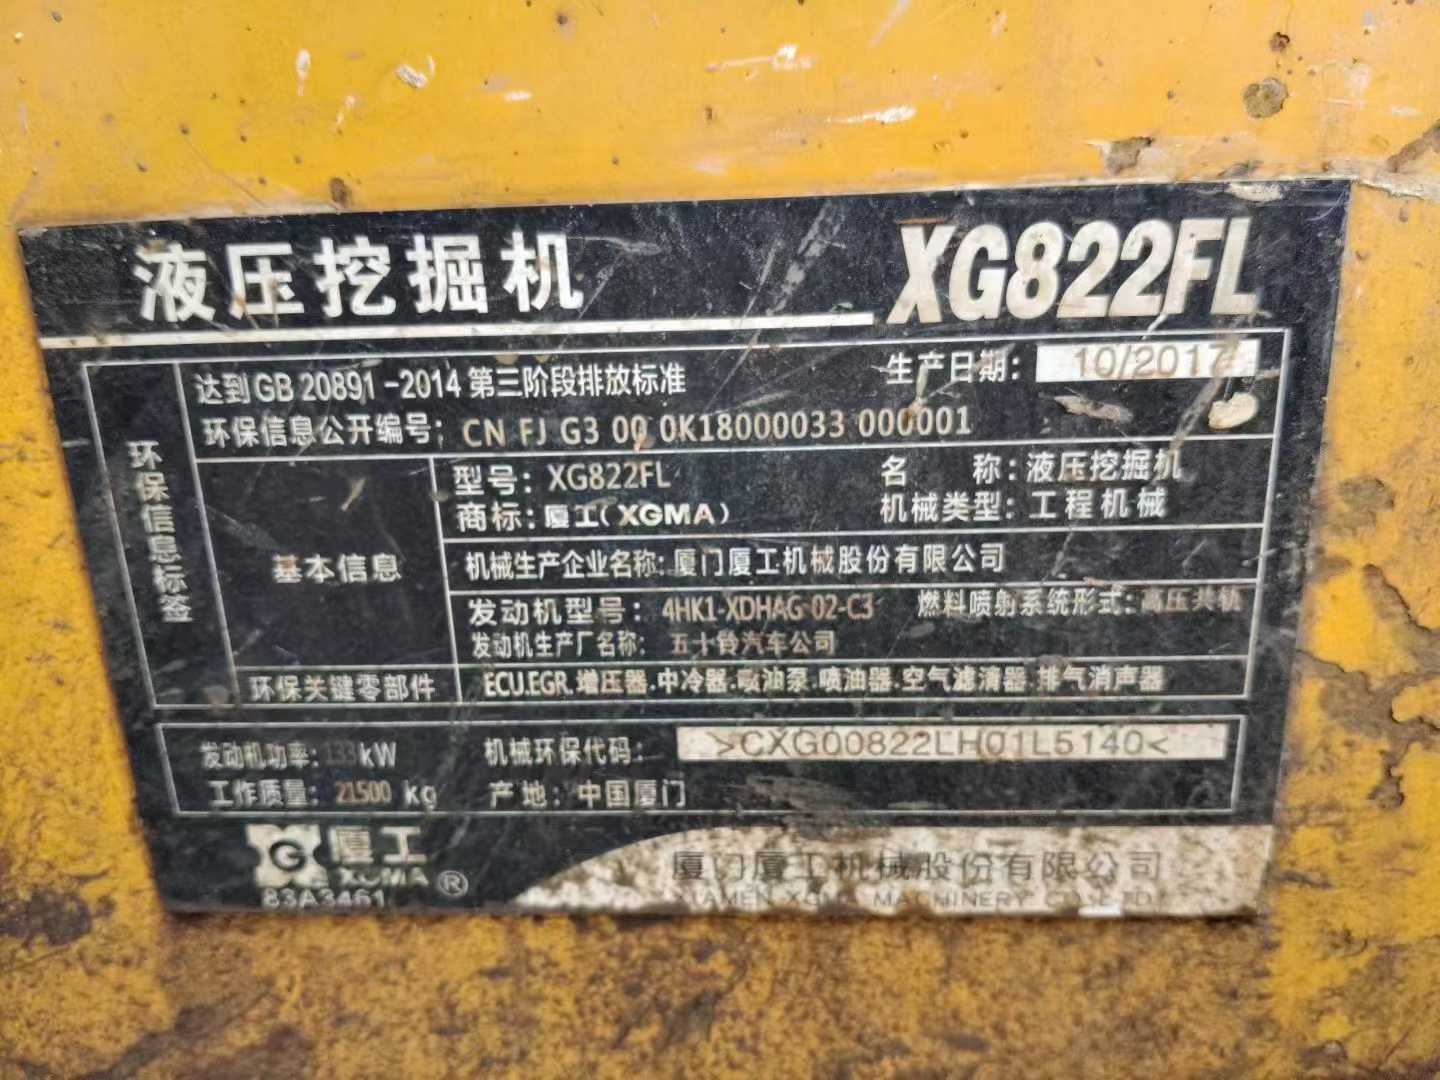 液压挖掘机 XG822FL
达到GB 20891-2014 第三阶段排放标准 生产日期: 10/2017
环保信息公开编号: CN FJ G3 00 0K18000033 000001
环保信息标签
基本信息
型号: XG822FL 名 称: 液压挖掘机
商标: 厦工(XGMA) 机械类型: 工程机械
机械生产企业名称: 厦门厦工机械股份有限公司
发动机型号: 4HK1-XDHAG-02-C3 燃料喷射系统形式: 高压共轨
发动机生产厂名称: 五十铃汽车公司
环保关键零部件 ECU.EGR.增压器.中冷器.喷油泵.喷油器.空气滤清器.排气消声器
发动机功率: 133kW 机械环保代码: >CXG00822LH01L5140<
工作质量: 21500 kg 产地: 中国厦门
G 厦工
XGMA ®
83A3461
厦门厦工机械股份有限公司
XIAMEN XGMA MACHINERY CO.,LTD